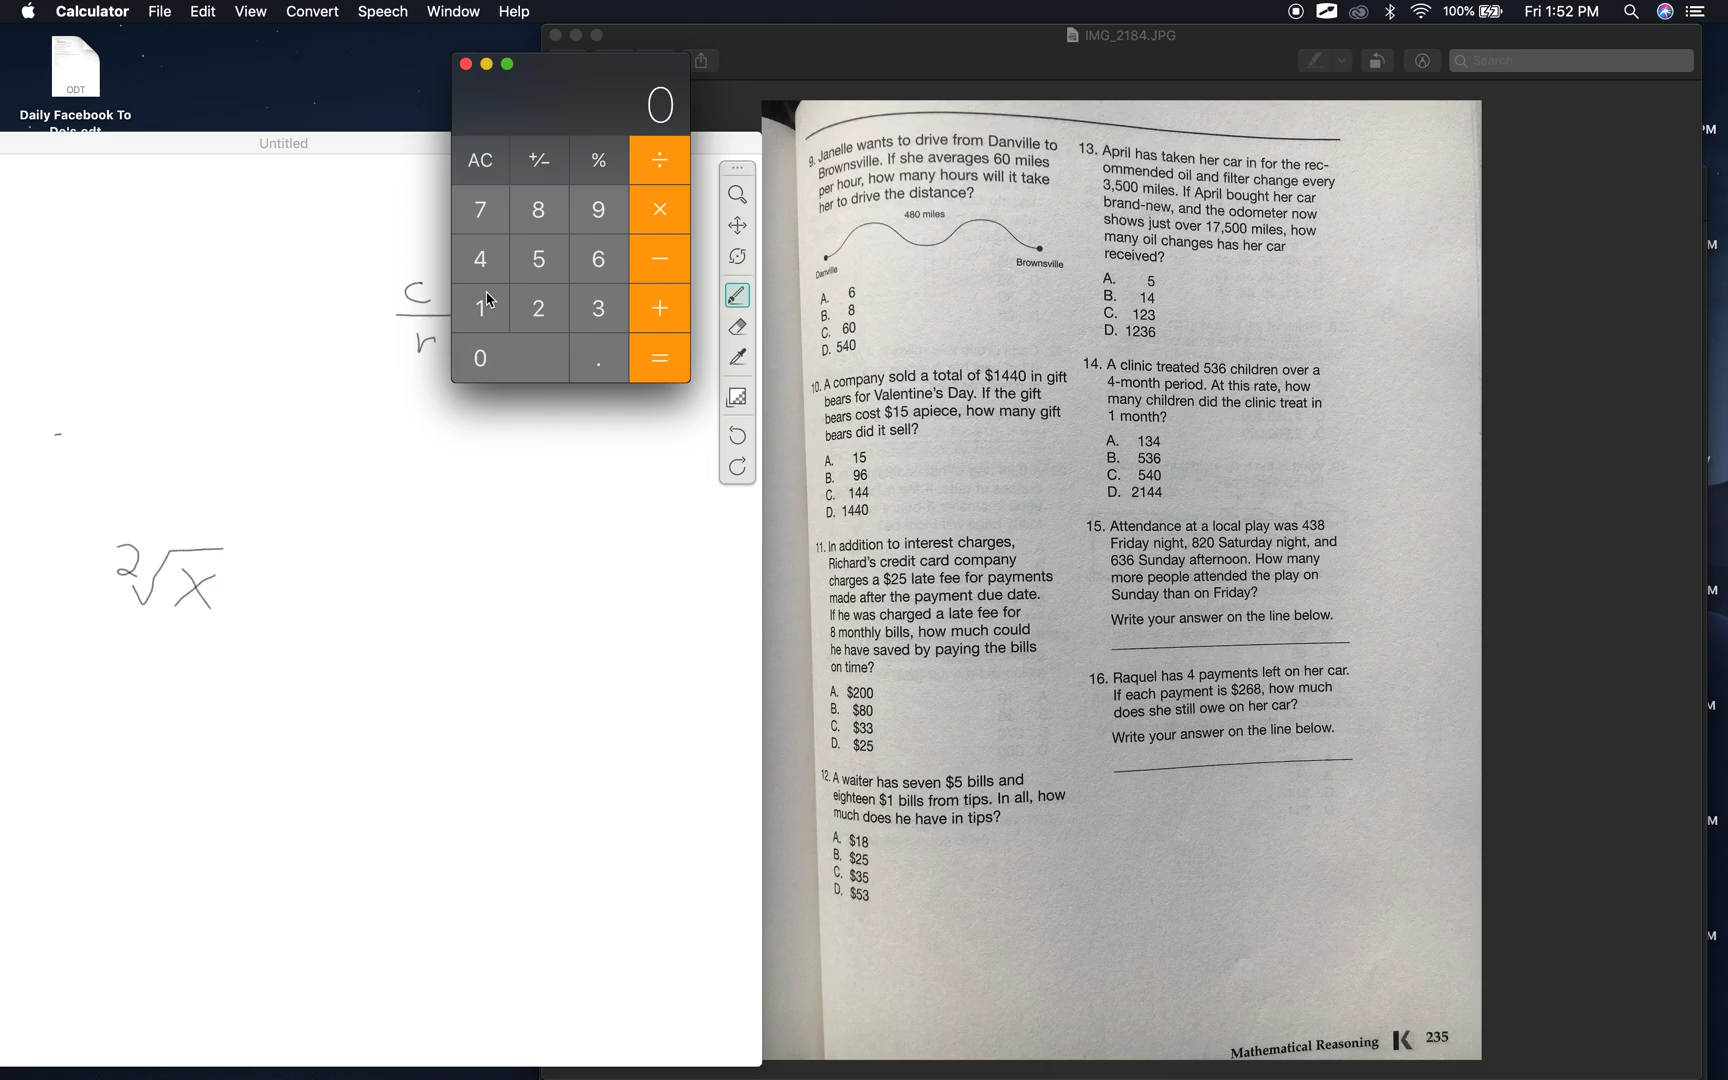 Calculator File Edit View Convert Speech Window Help
100% Fri 1:52 PM
ODT
Daily Facebook To
Do's.odt
Untitled
IMG_2184.JPG
Search
0
AC +/- % ÷
7 8 9 ×
4 5 6 −
1 2 3 +
0 . =
c
r
2√x
9. Janelle wants to drive from Danville to
Brownsville. If she averages 60 miles
per hour, how many hours will it take
her to drive the distance?
480 miles
Danville
Brownsville
A. 6
B. 8
C. 60
D. 540
10. A company sold a total of $1440 in gift
bears for Valentine's Day. If the gift
bears cost $15 apiece, how many gift
bears did it sell?
A. 15
B. 96
C. 144
D. 1440
11. In addition to interest charges,
Richard's credit card company
charges a $25 late fee for payments
made after the payment due date.
If he was charged a late fee for
8 monthly bills, how much could
he have saved by paying the bills
on time?
A. $200
B. $80
C. $33
D. $25
12. A waiter has seven $5 bills and
eighteen $1 bills from tips. In all, how
much does he have in tips?
A. $18
B. $25
C. $35
D. $53
13. April has taken her car in for the rec-
ommended oil and filter change every
3,500 miles. If April bought her car
brand-new, and the odometer now
shows just over 17,500 miles, how
many oil changes has her car
received?
A. 5
B. 14
C. 123
D. 1236
14. A clinic treated 536 children over a
4-month period. At this rate, how
many children did the clinic treat in
1 month?
A. 134
B. 536
C. 540
D. 2144
15. Attendance at a local play was 438
Friday night, 820 Saturday night, and
636 Sunday afternoon. How many
more people attended the play on
Sunday than on Friday?
Write your answer on the line below.
16. Raquel has 4 payments left on her car.
If each payment is $268, how much
does she still owe on her car?
Write your answer on the line below.
Mathematical Reasoning K 235